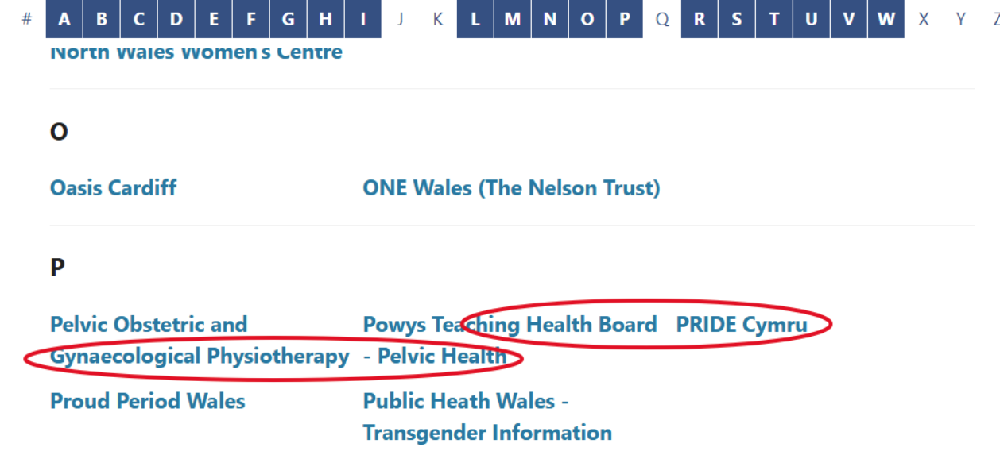 # A B C D E F G H I J K L M N O P Q R S T U V W X Y Z
North Wales Women's Centre
O
Oasis Cardiff ONE Wales (The Nelson Trust)
P
Pelvic Obstetric and
Gynaecological Physiotherapy
Powys Teaching Health Board
- Pelvic Health
PRIDE Cymru
Proud Period Wales
Public Heath Wales -
Transgender Information